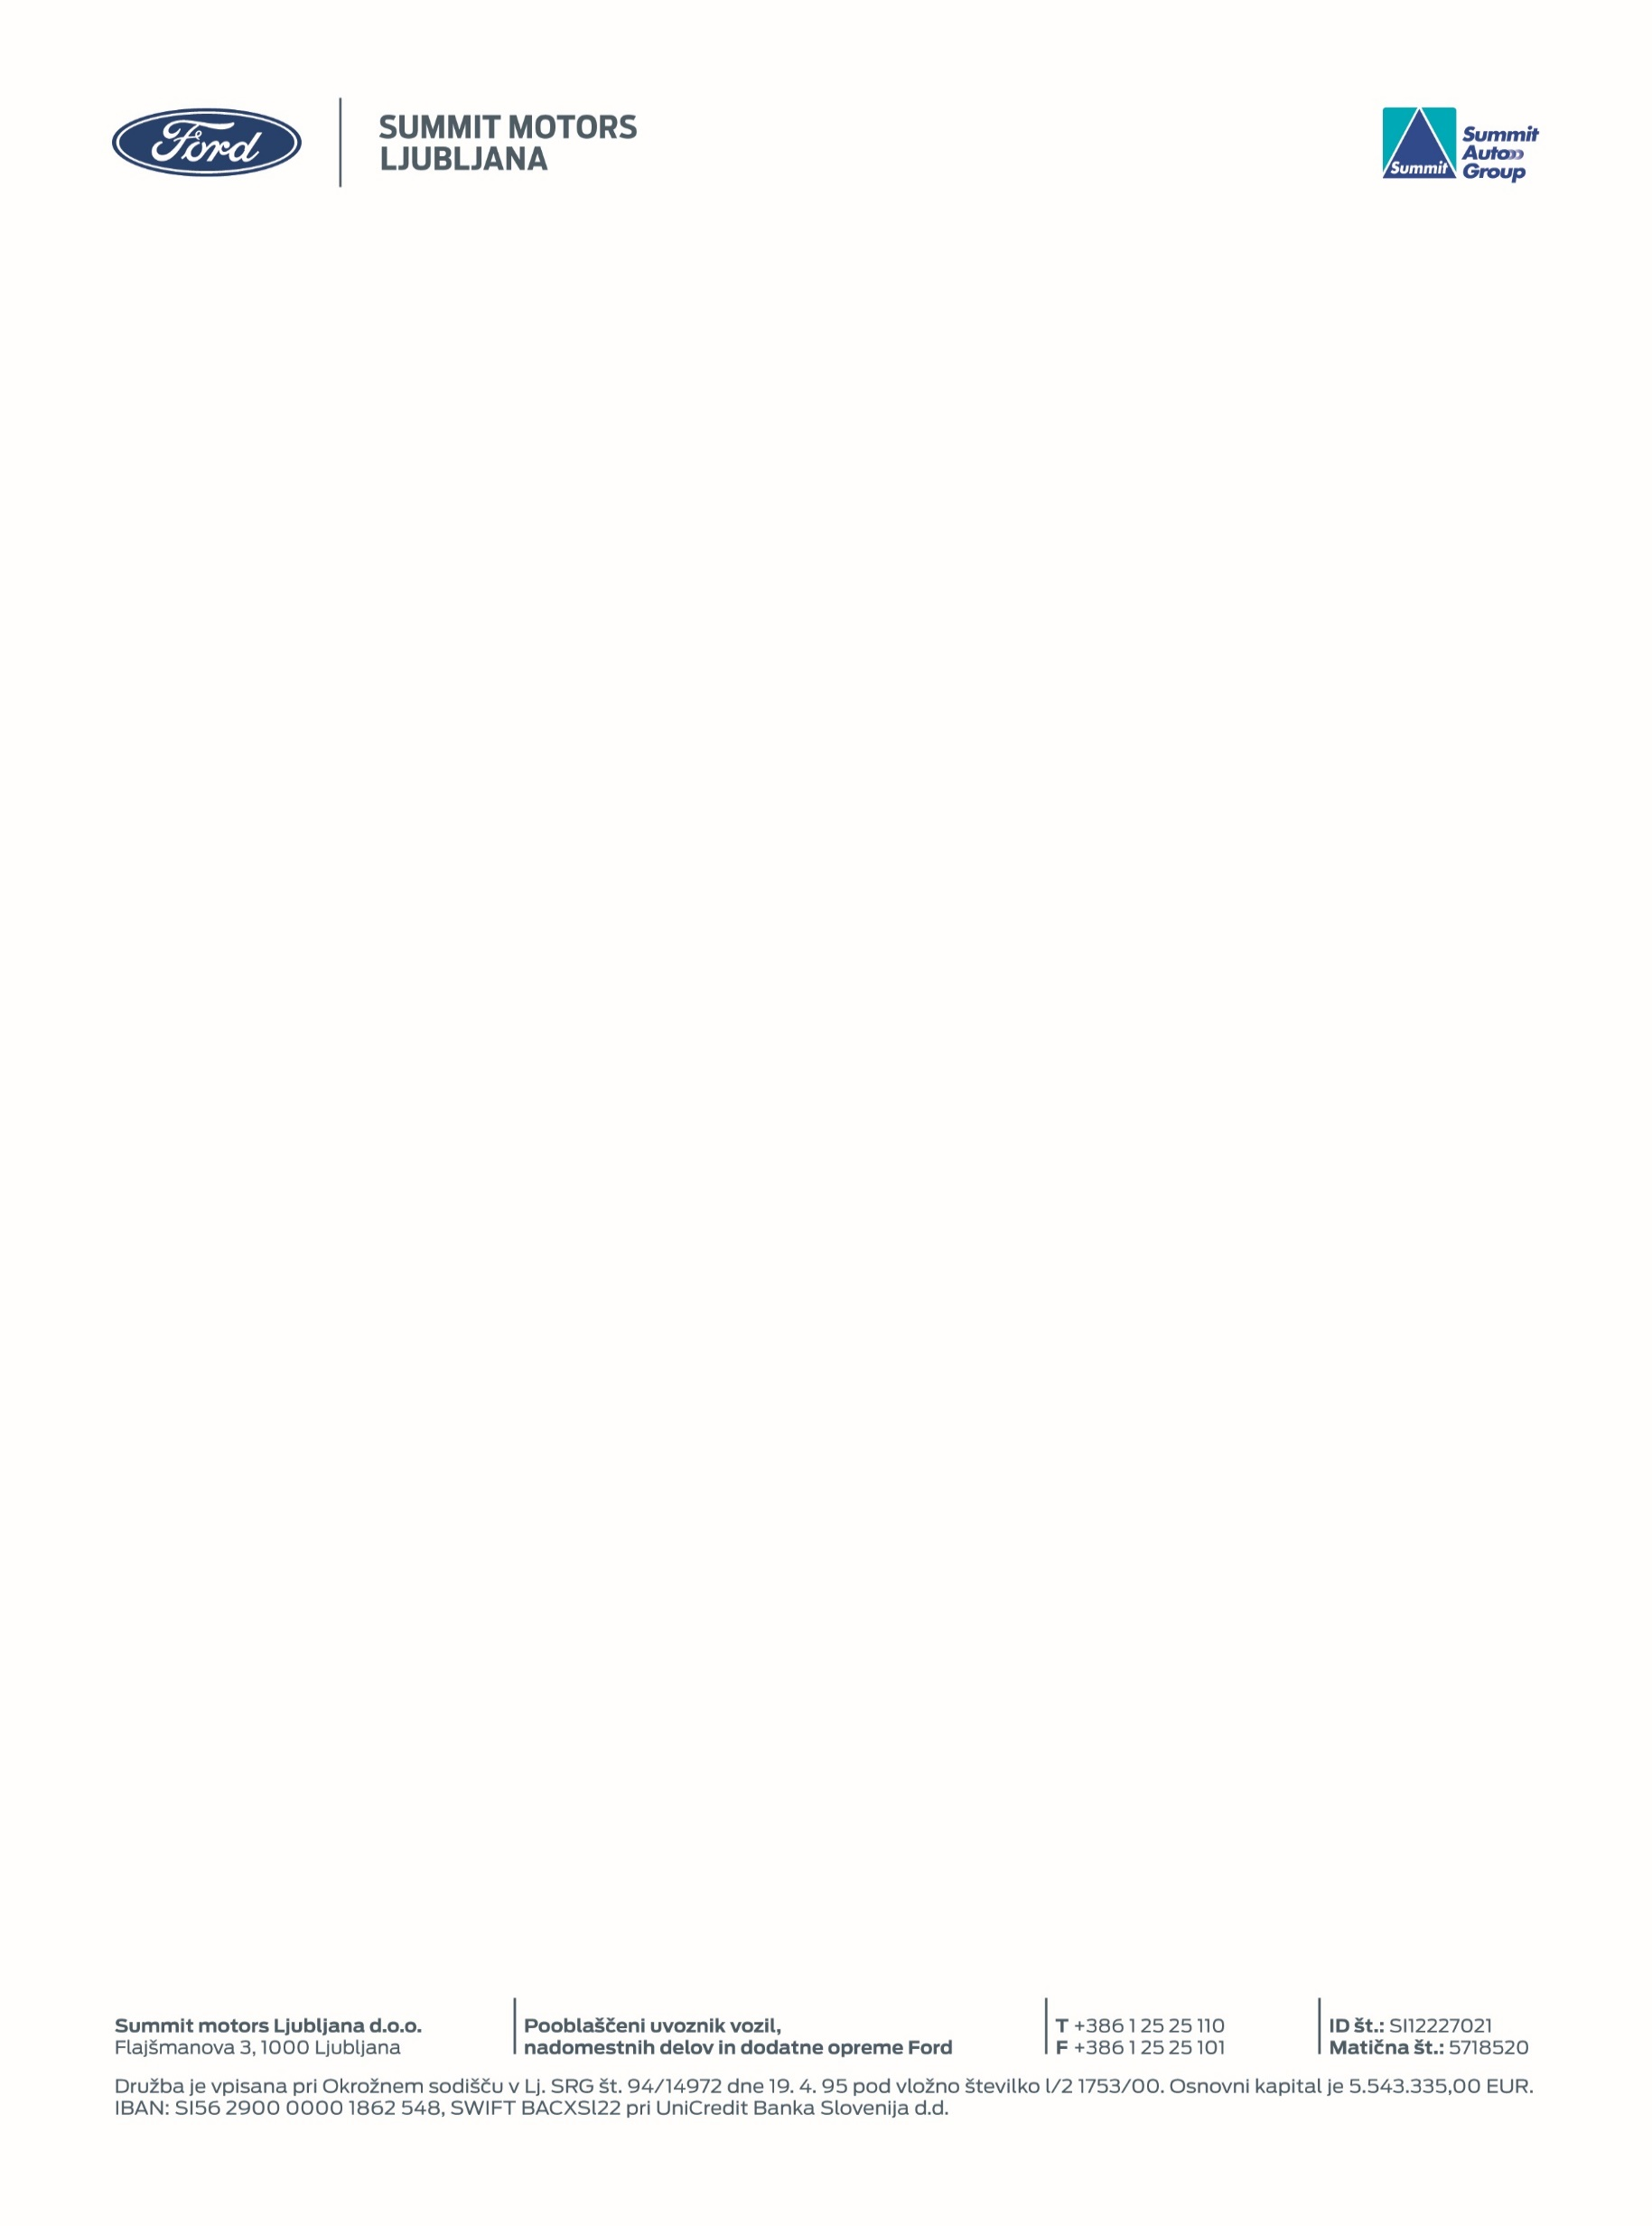 Ford
SUMMIT MOTORS
LJUBLJANA
Summit
Summit
Auto
Group
Summit motors Ljubljana d.o.o.
Flajšmanova 3, 1000 Ljubljana
Pooblaščeni uvoznik vozil,
nadomestnih delov in dodatne opreme Ford
T +386 1 25 25 110
F +386 1 25 25 101
ID št.: SI12227021
Matična št.: 5718520
Družba je vpisana pri Okrožnem sodišču v Lj. SRG št. 94/14972 dne 19. 4. 95 pod vložno številko l/2 1753/00. Osnovni kapital je 5.543.335,00 EUR.
IBAN: SI56 2900 0000 1862 548, SWIFT BACXSl22 pri UniCredit Banka Slovenija d.d.